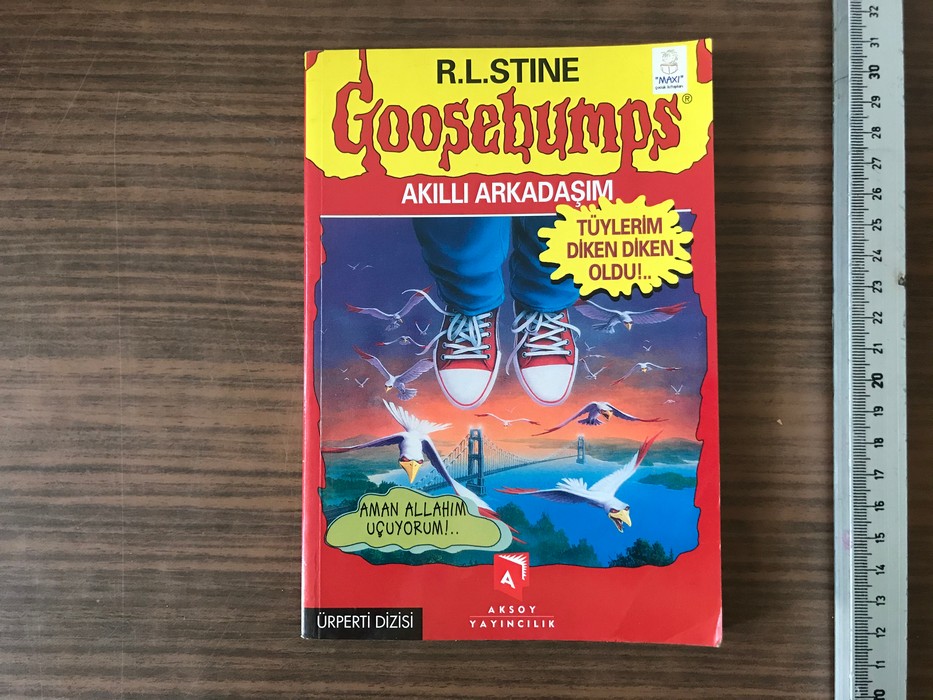 R.L.STINE
"MAXI"
Goosebumps®
AKILLI ARKADAŞIM
TÜYLERİM
DİKEN DİKEN
OLDU!..
AMAN ALLAHIM
UÇUYORUM!..
A
AKSOY
YAYINCILIK
ÜRPERTİ DİZİSİ
32
31
30
29
28
27
26
25
24
23
22
21
20
19
18
17
16
15
14
13
12
11
10